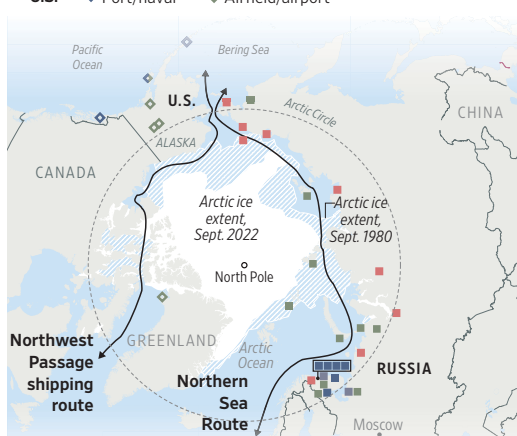 U.S. Port/naval Airfield/airport
Pacific
Ocean
Bering Sea
U.S.
Arctic Circle
CHINA
ALASKA
CANADA
Arctic ice
extent,
Sept. 2022
Arctic ice
extent,
Sept. 1980
North Pole
Northwest
Passage
shipping
route
GREENLAND
Arctic
Ocean
Northern
Sea
Route
RUSSIA
Moscow